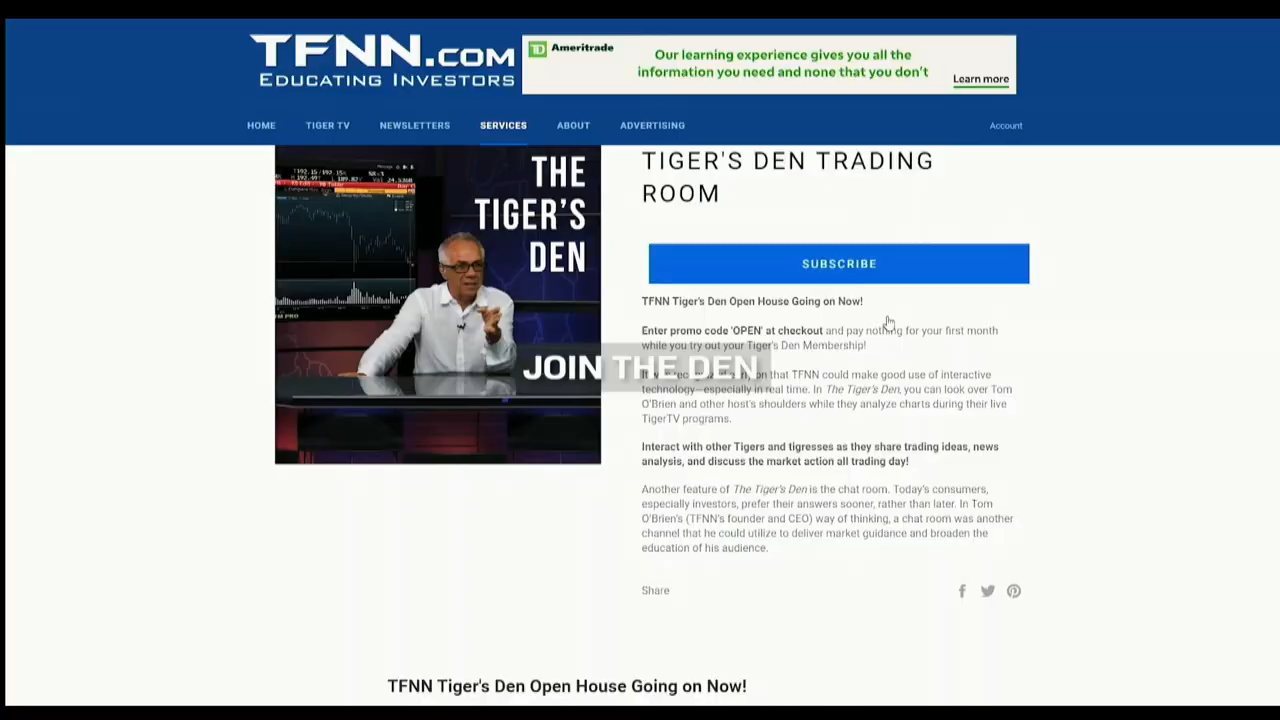 TFNN.COM
EDUCATING INVESTORS
TD Ameritrade
Our learning experience gives you all the
information you need and none that you don't
Learn more
HOME TIGER TV NEWSLETTERS SERVICES ABOUT ADVERTISING Account
THE
TIGER'S
DEN
TIGER'S DEN TRADING
ROOM
SUBSCRIBE
TFNN Tiger's Den Open House Going on Now!
Enter promo code 'OPEN' at checkout and pay nothing for your first month
while you try out your Tiger's Den Membership!
JOIN THE DEN
that TFNN could make good use of interactive
technology—especially in real time. In The Tiger's Den, you can look over Tom
O'Brien and other host's shoulders while they analyze charts during their live
TigerTV programs.
Interact with other Tigers and tigresses as they share trading ideas, news
analysis, and discuss the market action all trading day!
Another feature of The Tiger's Den is the chat room. Today's consumers,
especially investors, prefer their answers sooner, rather than later. In Tom
O'Brien's (TFNN's founder and CEO) way of thinking, a chat room was another
channel that he could utilize to deliver market guidance and broaden the
education of his audience.
Share
TFNN Tiger's Den Open House Going on Now!